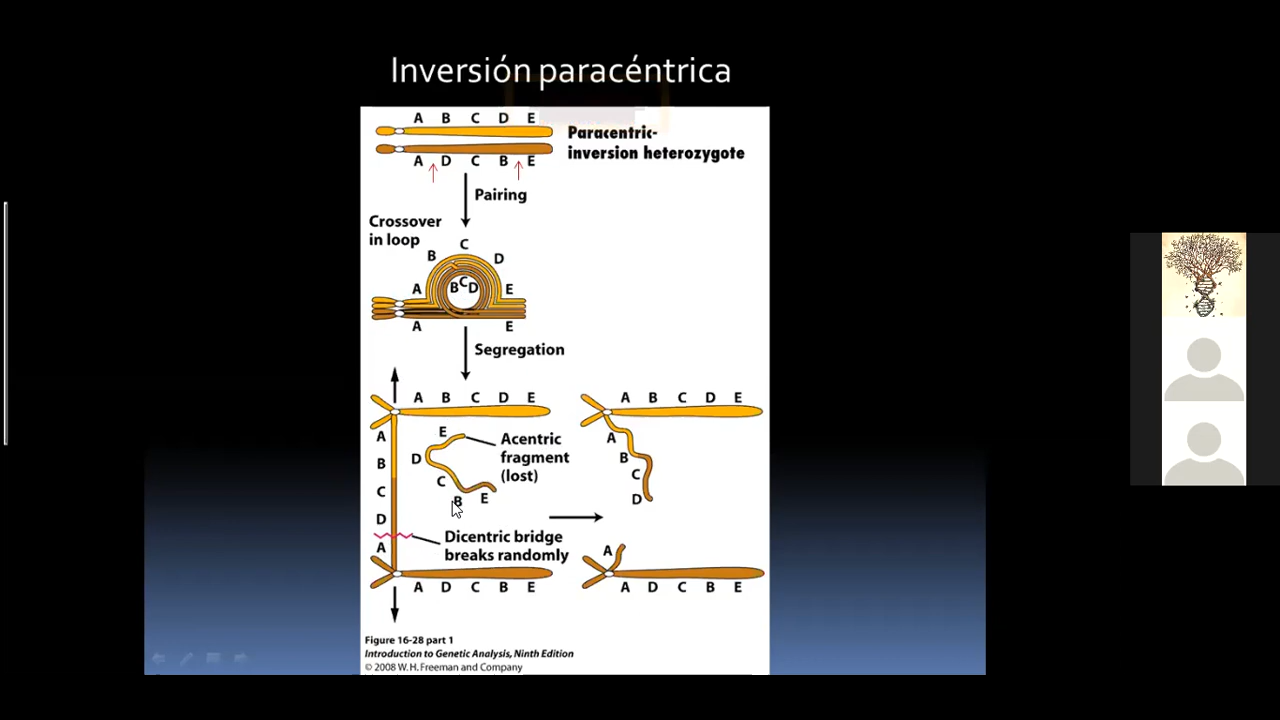 Inversión paracéntrica
A B C D E
Paracentric-
inversion heterozygote
A D C B E
Pairing
Crossover
in loop
C
B D
A B C D E
A E
Segregation
A B C D E
A B C D E
A
B
C
D
A
E
D
C
B
E
Acentric
fragment
(lost)
A
B
C
D
Dicentric bridge
breaks randomly
A
A D C B E
A D C B E
Figure 16-28 part 1
Introduction to Genetic Analysis, Ninth Edition
© 2008 W. H. Freeman and Company